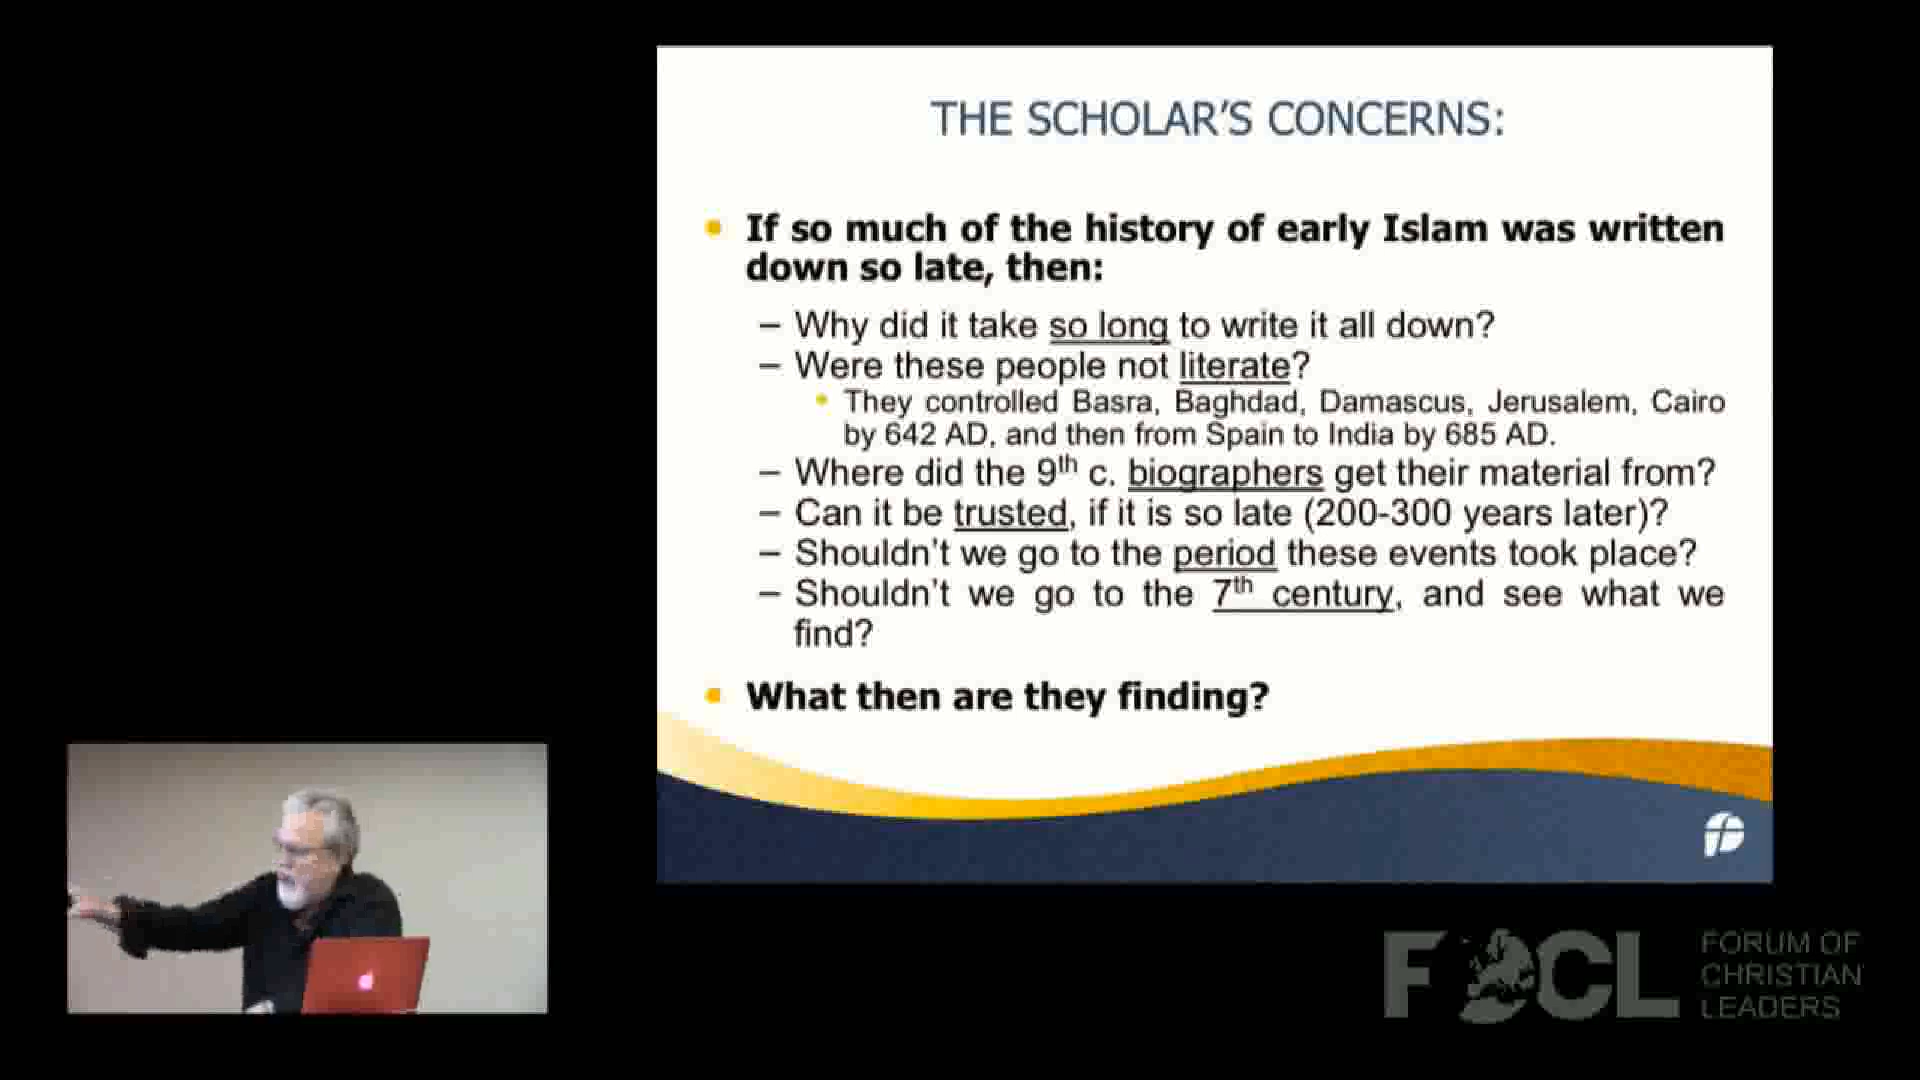 THE SCHOLAR'S CONCERNS:
• If so much of the history of early Islam was written
down so late, then:
– Why did it take so long to write it all down?
– Were these people not literate?
• They controlled Basra, Baghdad, Damascus, Jerusalem, Cairo
by 642 AD, and then from Spain to India by 685 AD.
– Where did the 9th c. biographers get their material from?
– Can it be trusted, if it is so late (200-300 years later)?
– Shouldn't we go to the period these events took place?
– Shouldn't we go to the 7th century, and see what we
find?
• What then are they finding?
FOCL
FORUM OF
CHRISTIAN
LEADERS